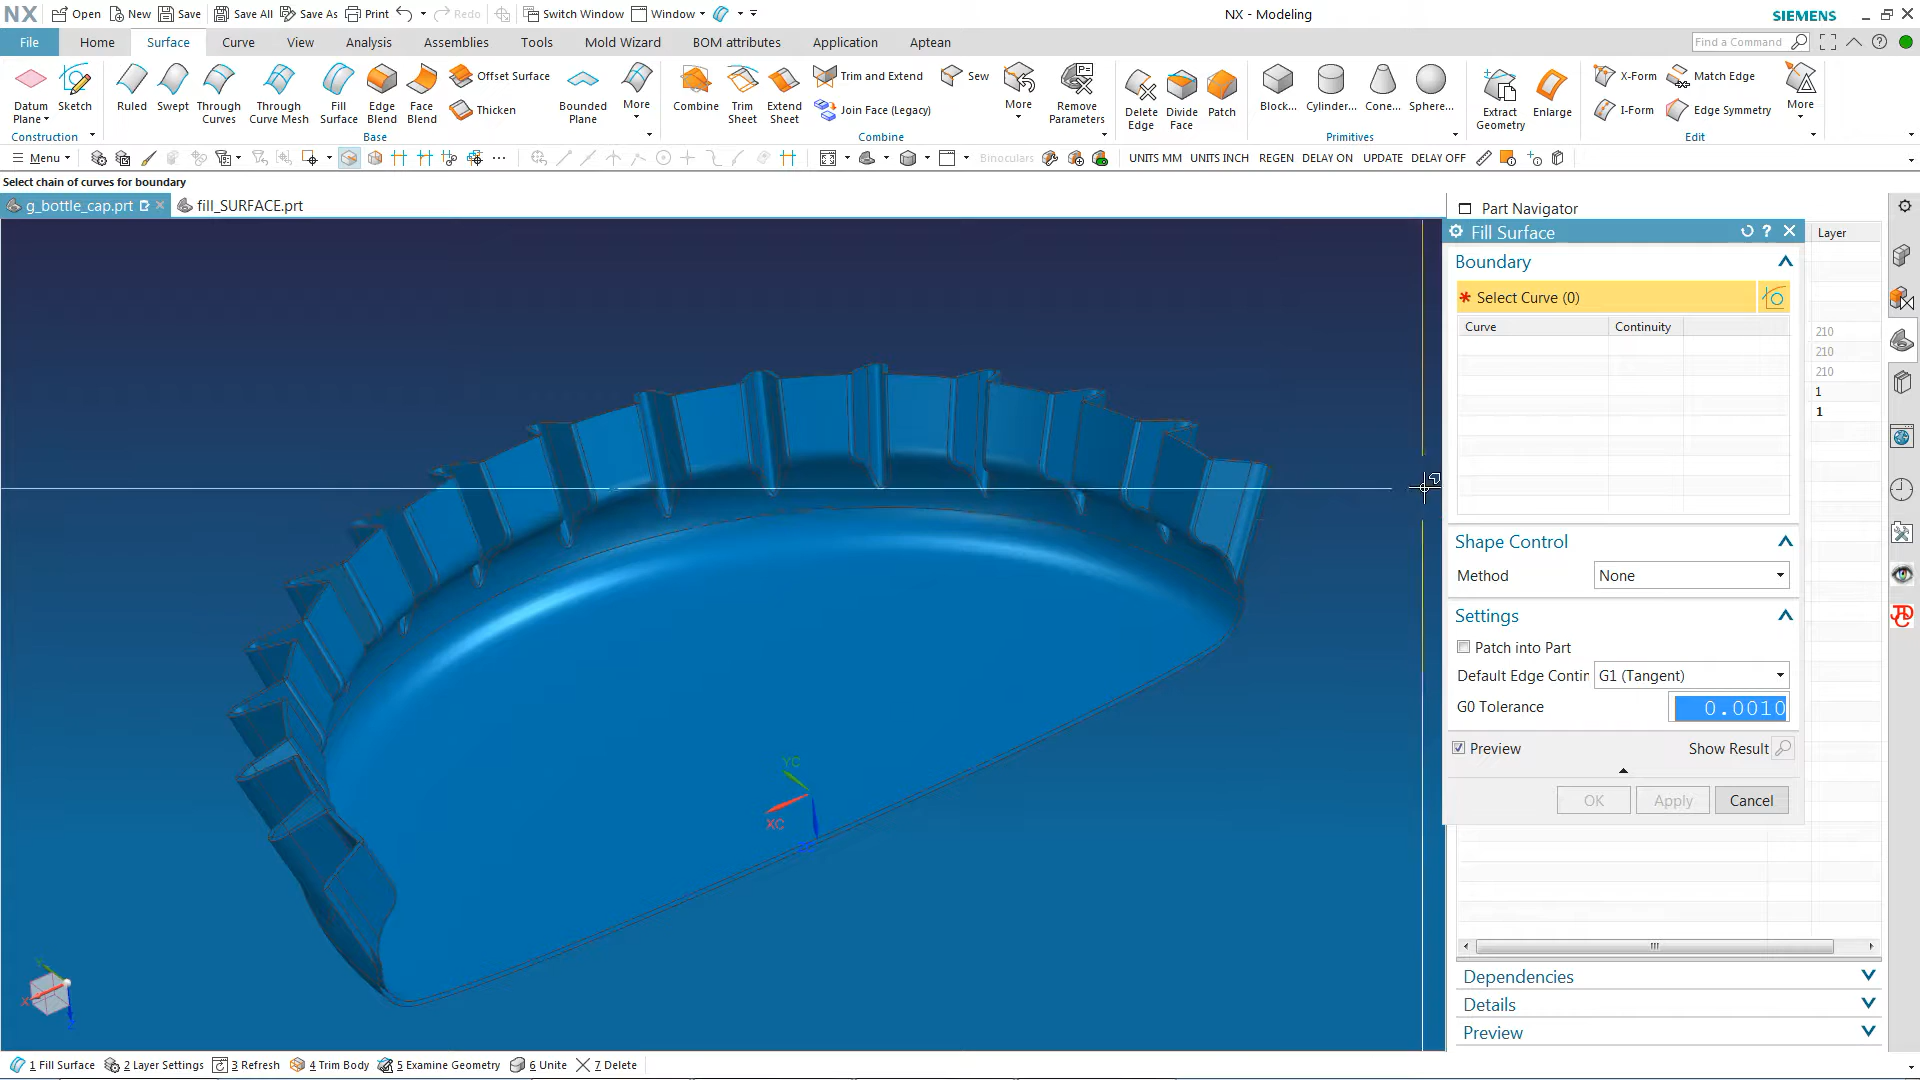 NX Open New Save Save All Save As Print Redo Switch Window Window NX - Modeling SIEMENS
File Home Surface Curve View Analysis Assemblies Tools Mold Wizard BOM attributes Application Aptean Find a Command
Datum Plane Sketch Ruled Swept Through Curves Through Curve Mesh Fill Surface Edge Blend Face Blend Offset Surface Thicken Bounded Plane More Combine Trim Sheet Extend Sheet Trim and Extend Join Face (Legacy) Sew More Remove Parameters Delete Edge Divide Face Patch Block... Cylinder... Cone... Sphere... Extract Geometry Enlarge X-Form I-Form Match Edge Edge Symmetry More
Construction Base Combine Primitives Edit
Menu Binoculars UNITS MM UNITS INCH REGEN DELAY ON UPDATE DELAY OFF
Select chain of curves for boundary
g_bottle_cap.prt fill_SURFACE.prt
Part Navigator
Fill Surface
Layer
Boundary
Select Curve (0)
Curve Continuity
210
210
210
1
1
Shape Control
Method None
Settings
Patch into Part
Default Edge Contin G1 (Tangent)
G0 Tolerance 0.0010
Preview Show Result
OK Apply Cancel
YC
XC
Dependencies
Details
Preview
1 Fill Surface 2 Layer Settings 3 Refresh 4 Trim Body 5 Examine Geometry 6 Unite 7 Delete